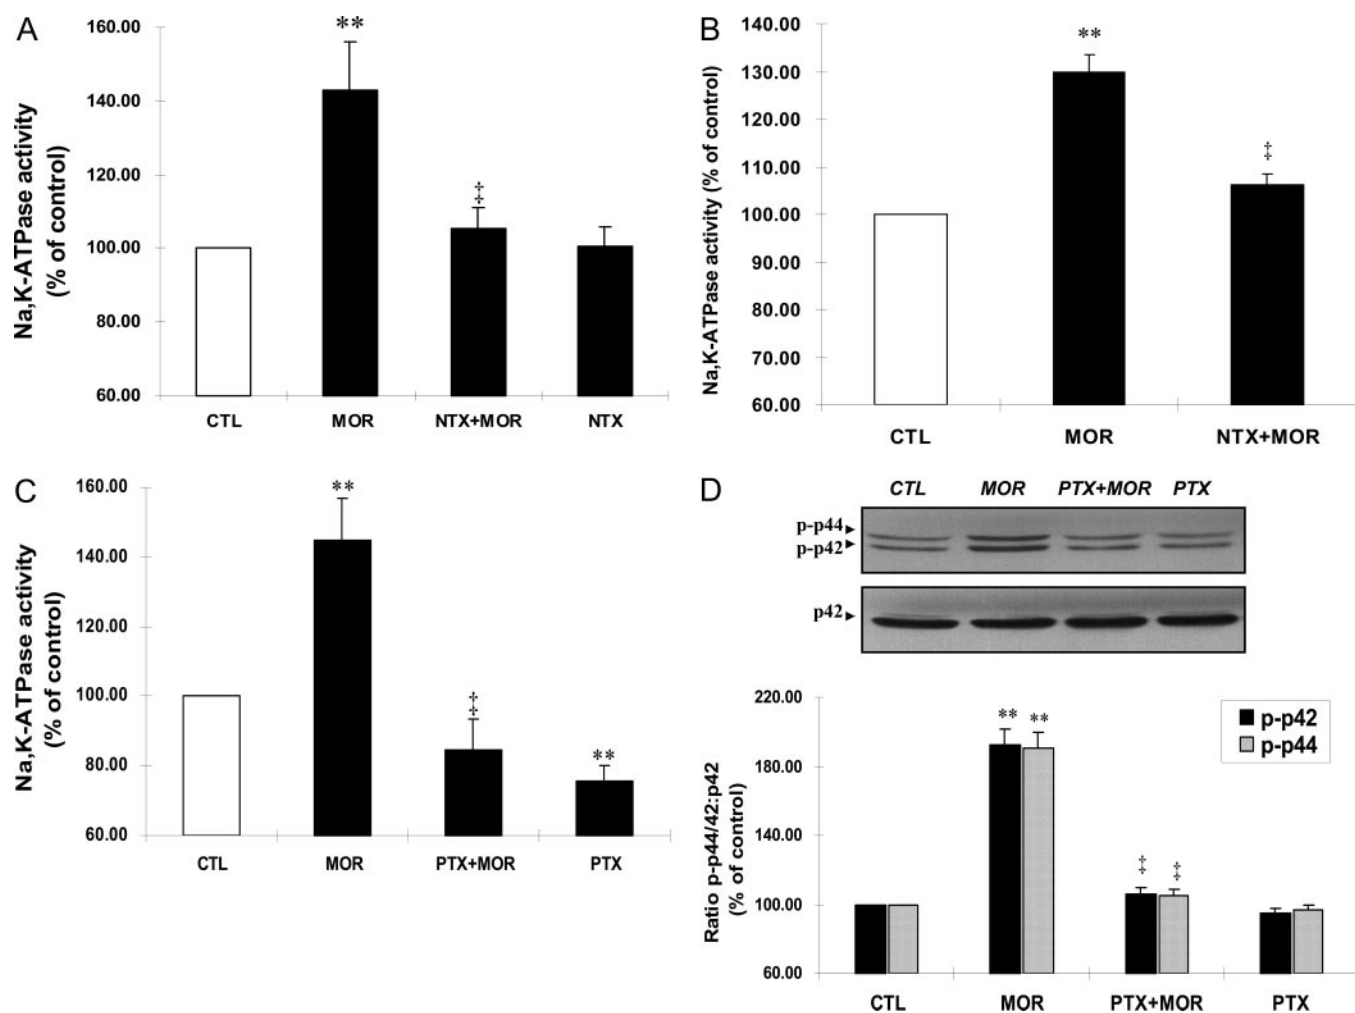 A
Na,K-ATPase activity
(% of control)
160.00
140.00
120.00
100.00
80.00
60.00
**
‡
CTL MOR NTX+MOR NTX
B
Na,K-ATPase activity (% of control)
140.00
130.00
120.00
110.00
100.00
90.00
80.00
70.00
60.00
**
‡
CTL MOR NTX+MOR
C
Na,K-ATPase activity
(% of control)
160.00
140.00
120.00
100.00
80.00
60.00
**
‡
**
CTL MOR PTX+MOR PTX
D
CTL MOR PTX+MOR PTX
p-p44
p-p42
p42
Ratio p-p44/42:p42
(% of control)
220.00
180.00
140.00
100.00
60.00
** **
‡ ‡
p-p42
p-p44
CTL MOR PTX+MOR PTX